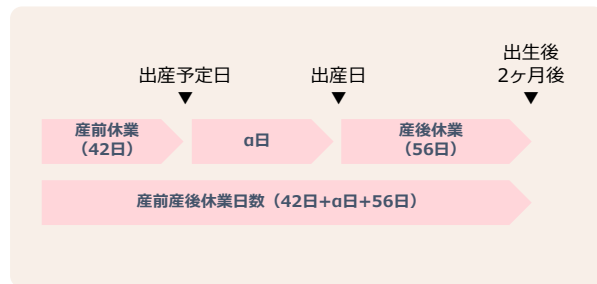 出生後
出産予定日 出産日 2ヶ月後
▼ ▼ ▼
産前休業 産後休業
（42日） α日 （56日）
産前産後休業日数（42日+α日+56日）